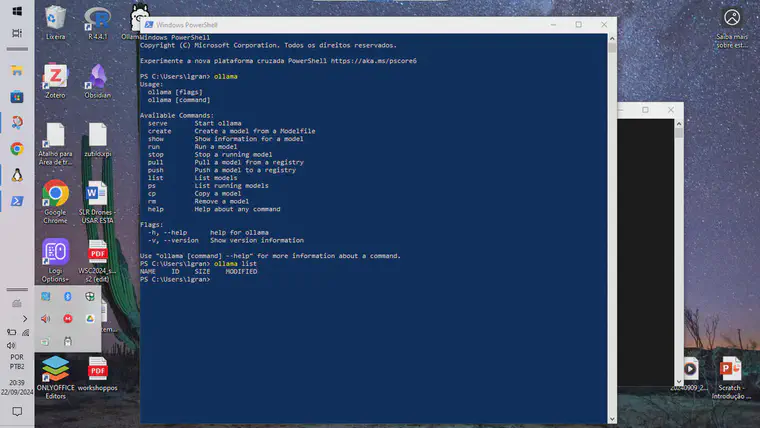 Windows PowerShell
Windows PowerShell
Copyright (C) Microsoft Corporation. Todos os direitos reservados.
Experimente a nova plataforma cruzada PowerShell https://aka.ms/pscore6
PS C:\Users\lgran> ollama
Usage:
  ollama [flags]
  ollama [command]
Available Commands:
  serve       Start ollama
  create      Create a model from a Modelfile
  show        Show information for a model
  run         Run a model
  stop        Stop a running model
  pull        Pull a model from a registry
  push        Push a model to a registry
  list        List models
  ps          List running models
  cp          Copy a model
  rm          Remove a model
  help        Help about any command
Flags:
  -h, --help      help for ollama
  -v, --version   Show version information
Use "ollama [command] --help" for more information about a command.
PS C:\Users\lgran> ollama list
NAME    ID    SIZE    MODIFIED
PS C:\Users\lgran>
Lixeira
R 4.4.1
Olla
Zotero
Obsidian
Atalho para
Área de tr...
zubid.xpi
Google
Chrome
SLR Drones -
USAR ESTA
Logi
Options+
WSC2024_s...
s2 (edit)
ONLYOFFICE
Editors
workshoppos
Saiba mais
sobre est...
20240909_2...
Scratch -
Introdução ...
POR
PTB2
20:39
22/09/2024